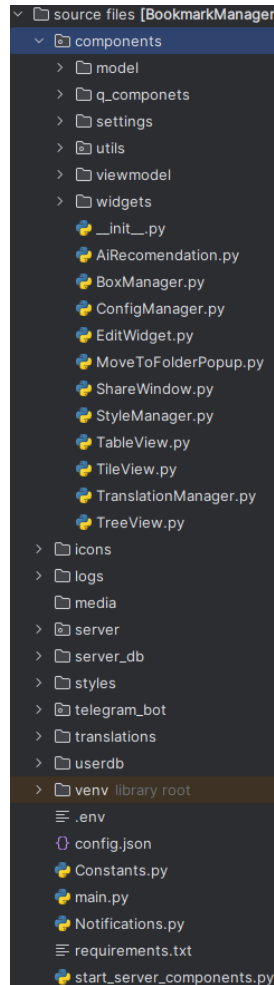 source files [BookmarkManager
components
model
q_componets
settings
utils
viewmodel
widgets
__init__.py
AiRecomendation.py
BoxManager.py
ConfigManager.py
EditWidget.py
MoveToFolderPopup.py
ShareWindow.py
StyleManager.py
TableView.py
TileView.py
TranslationManager.py
TreeView.py
icons
logs
media
server
server_db
styles
telegram_bot
translations
userdb
venv library root
.env
config.json
Constants.py
main.py
Notifications.py
requirements.txt
start_server_components.py